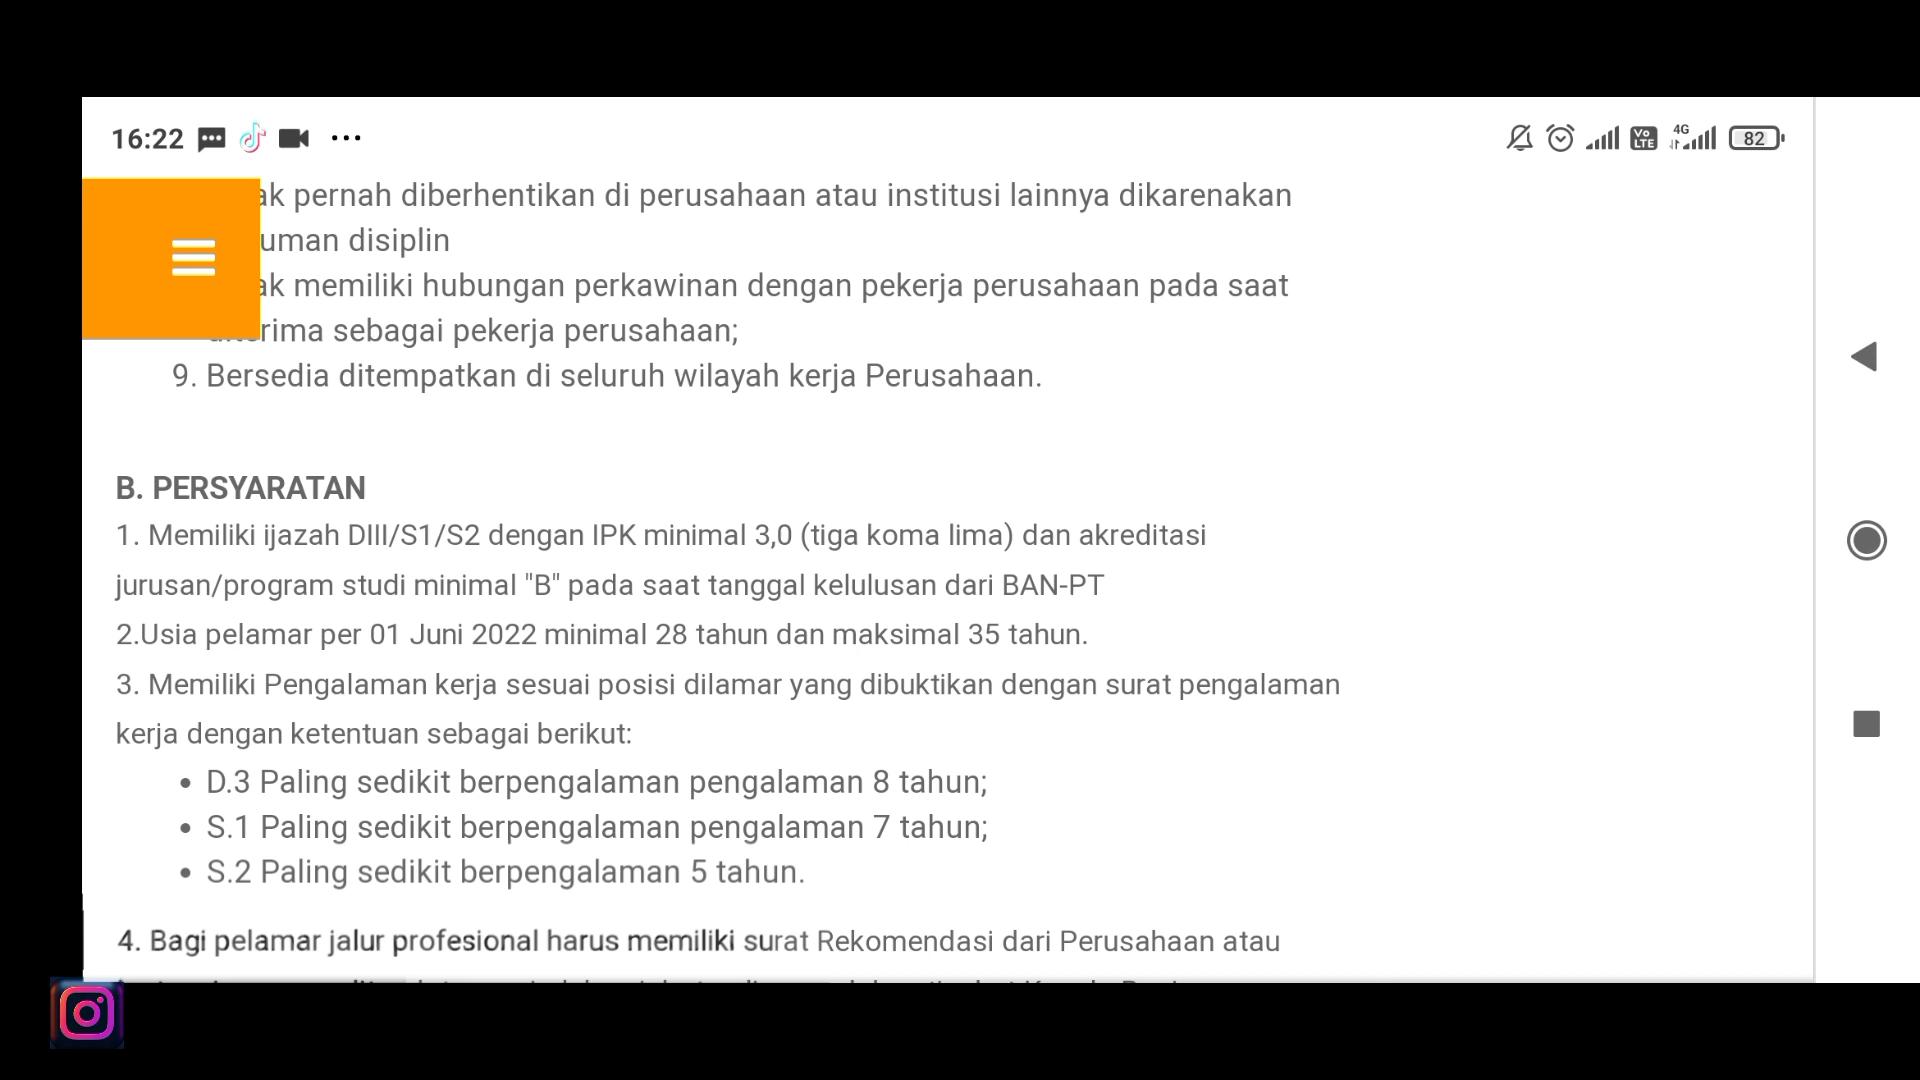 16:22
4G
Vo
LTE
82
pernah diberhentikan di perusahaan atau institusi lainnya dikarenakan
disiplin
memiliki hubungan perkawinan dengan pekerja perusahaan pada saat
sebagai pekerja perusahaan;
9. Bersedia ditempatkan di seluruh wilayah kerja Perusahaan.
B. PERSYARATAN
1. Memiliki ijazah DIII/S1/S2 dengan IPK minimal 3,0 (tiga koma lima) dan akreditasi
jurusan/program studi minimal "B" pada saat tanggal kelulusan dari BAN-PT
2.Usia pelamar per 01 Juni 2022 minimal 28 tahun dan maksimal 35 tahun.
3. Memiliki Pengalaman kerja sesuai posisi dilamar yang dibuktikan dengan surat pengalaman
kerja dengan ketentuan sebagai berikut:
• D.3 Paling sedikit berpengalaman pengalaman 8 tahun;
• S.1 Paling sedikit berpengalaman pengalaman 7 tahun;
• S.2 Paling sedikit berpengalaman 5 tahun.
4. Bagi pelamar jalur profesional harus memiliki surat Rekomendasi dari Perusahaan atau